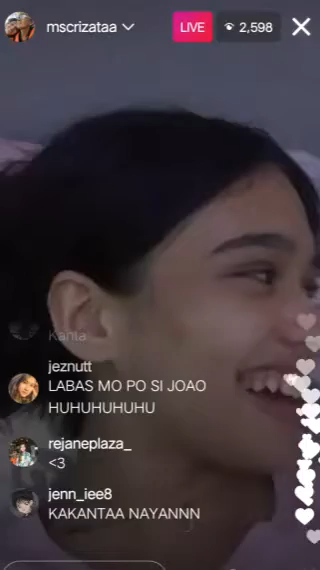 mscrizataa
LIVE
2,598
Kanta
jeznutt
LABAS MO PO SI JOAO
HUHUHUHUHU
rejaneplaza_
<3
jenn_iee8
KAKANTAA NAYANNN